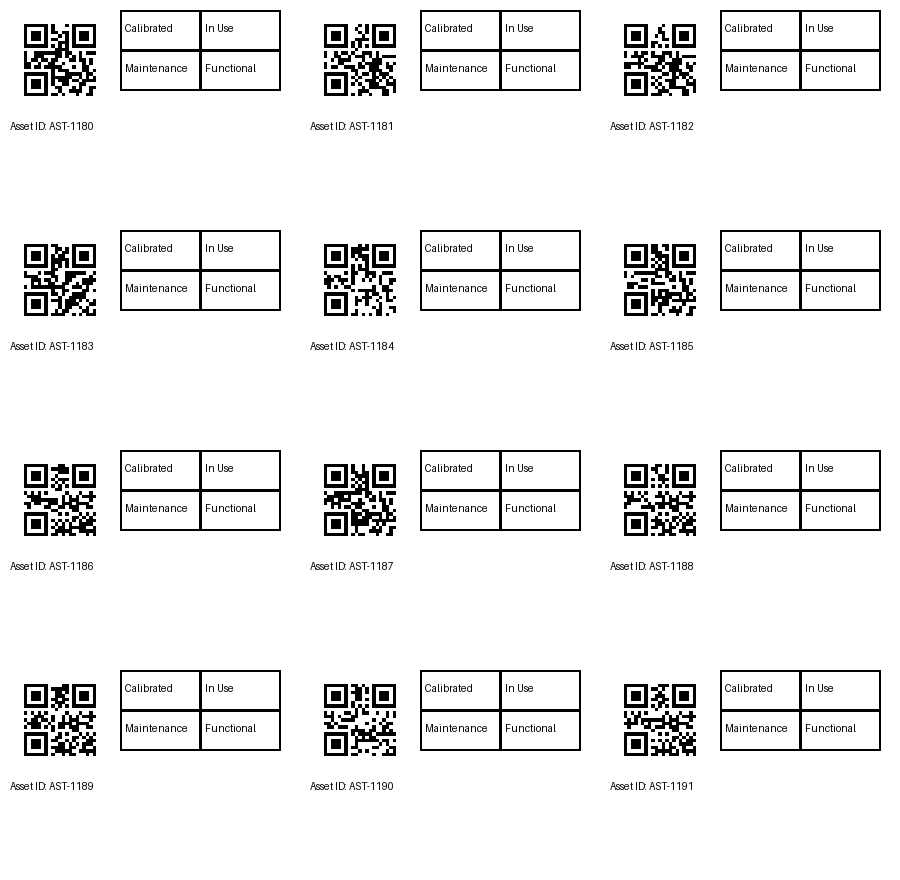 Calibrated In Use
Maintenance Functional
Asset ID: AST-1180
Calibrated In Use
Maintenance Functional
Asset ID: AST-1181
Calibrated In Use
Maintenance Functional
Asset ID: AST-1182
Calibrated In Use
Maintenance Functional
Asset ID: AST-1183
Calibrated In Use
Maintenance Functional
Asset ID: AST-1184
Calibrated In Use
Maintenance Functional
Asset ID: AST-1185
Calibrated In Use
Maintenance Functional
Asset ID: AST-1186
Calibrated In Use
Maintenance Functional
Asset ID: AST-1187
Calibrated In Use
Maintenance Functional
Asset ID: AST-1188
Calibrated In Use
Maintenance Functional
Asset ID: AST-1189
Calibrated In Use
Maintenance Functional
Asset ID: AST-1190
Calibrated In Use
Maintenance Functional
Asset ID: AST-1191